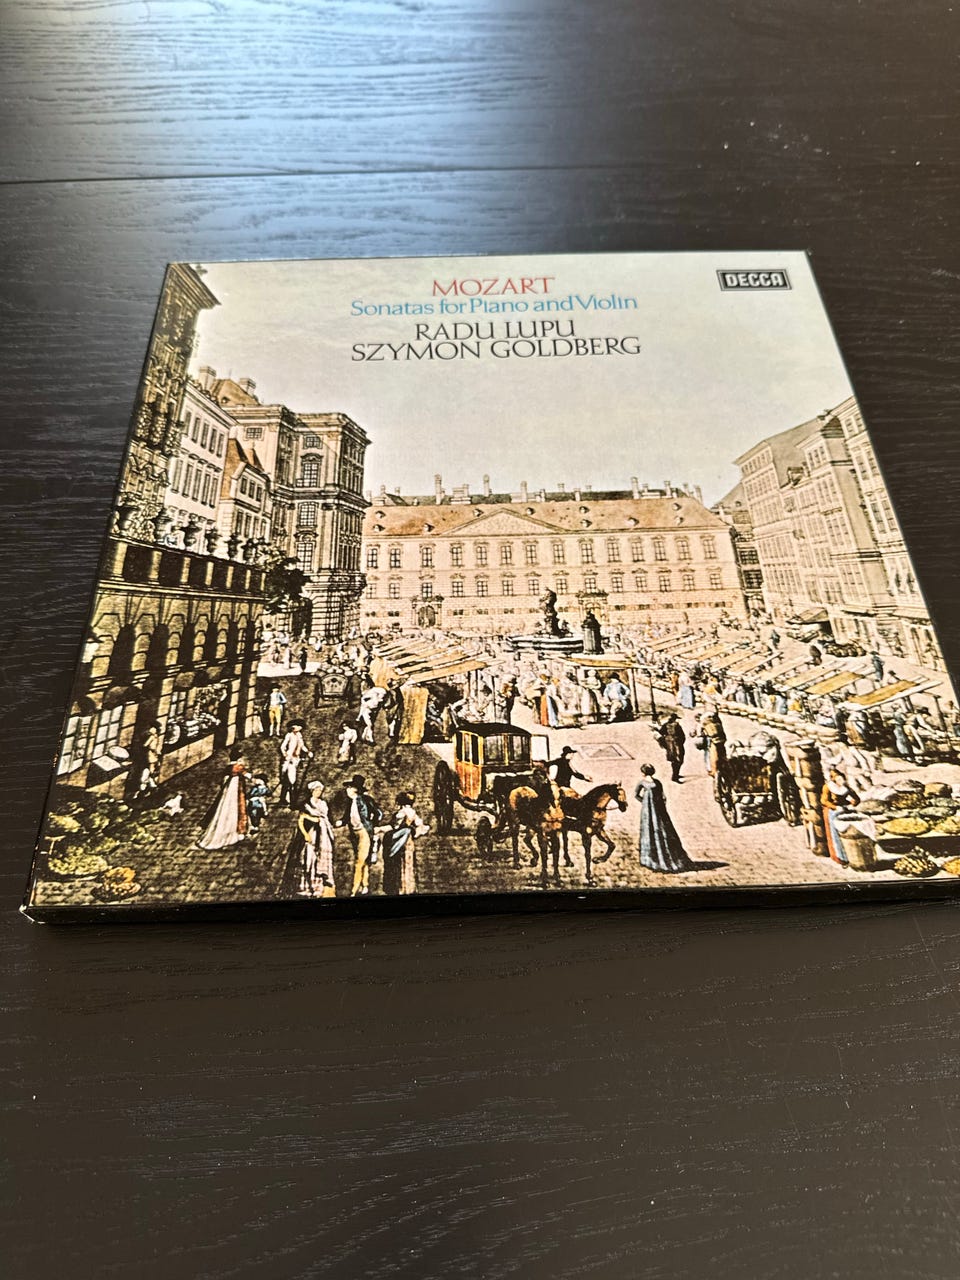 MOZART
DECCA
Sonatas for Piano and Violin
RADU LUPU
SZYMON GOLDBERG